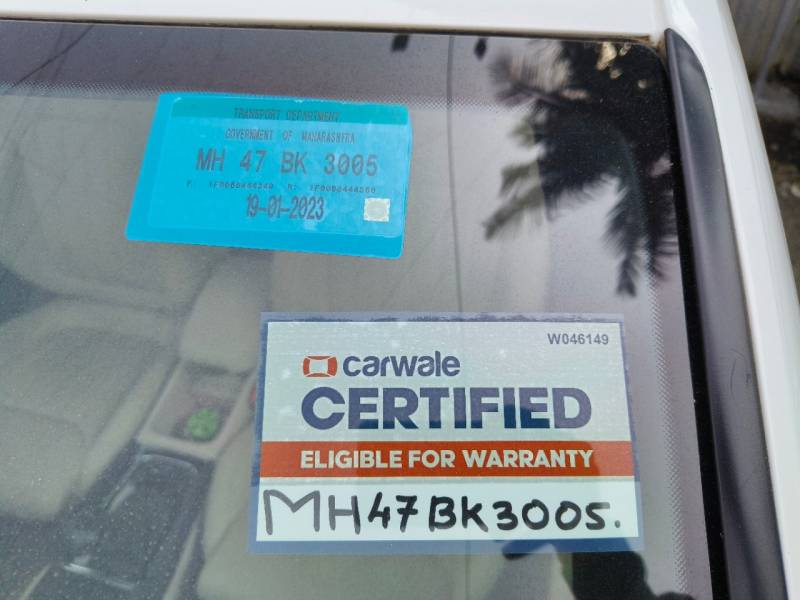 TRANSPORT DEPARTMENT
GOVERNMENT OF MAHARASHTRA
MH 47 BK 3005
19-01-2023
W046149
carwale
CERTIFIED
ELIGIBLE FOR WARRANTY
MH47BK3005.